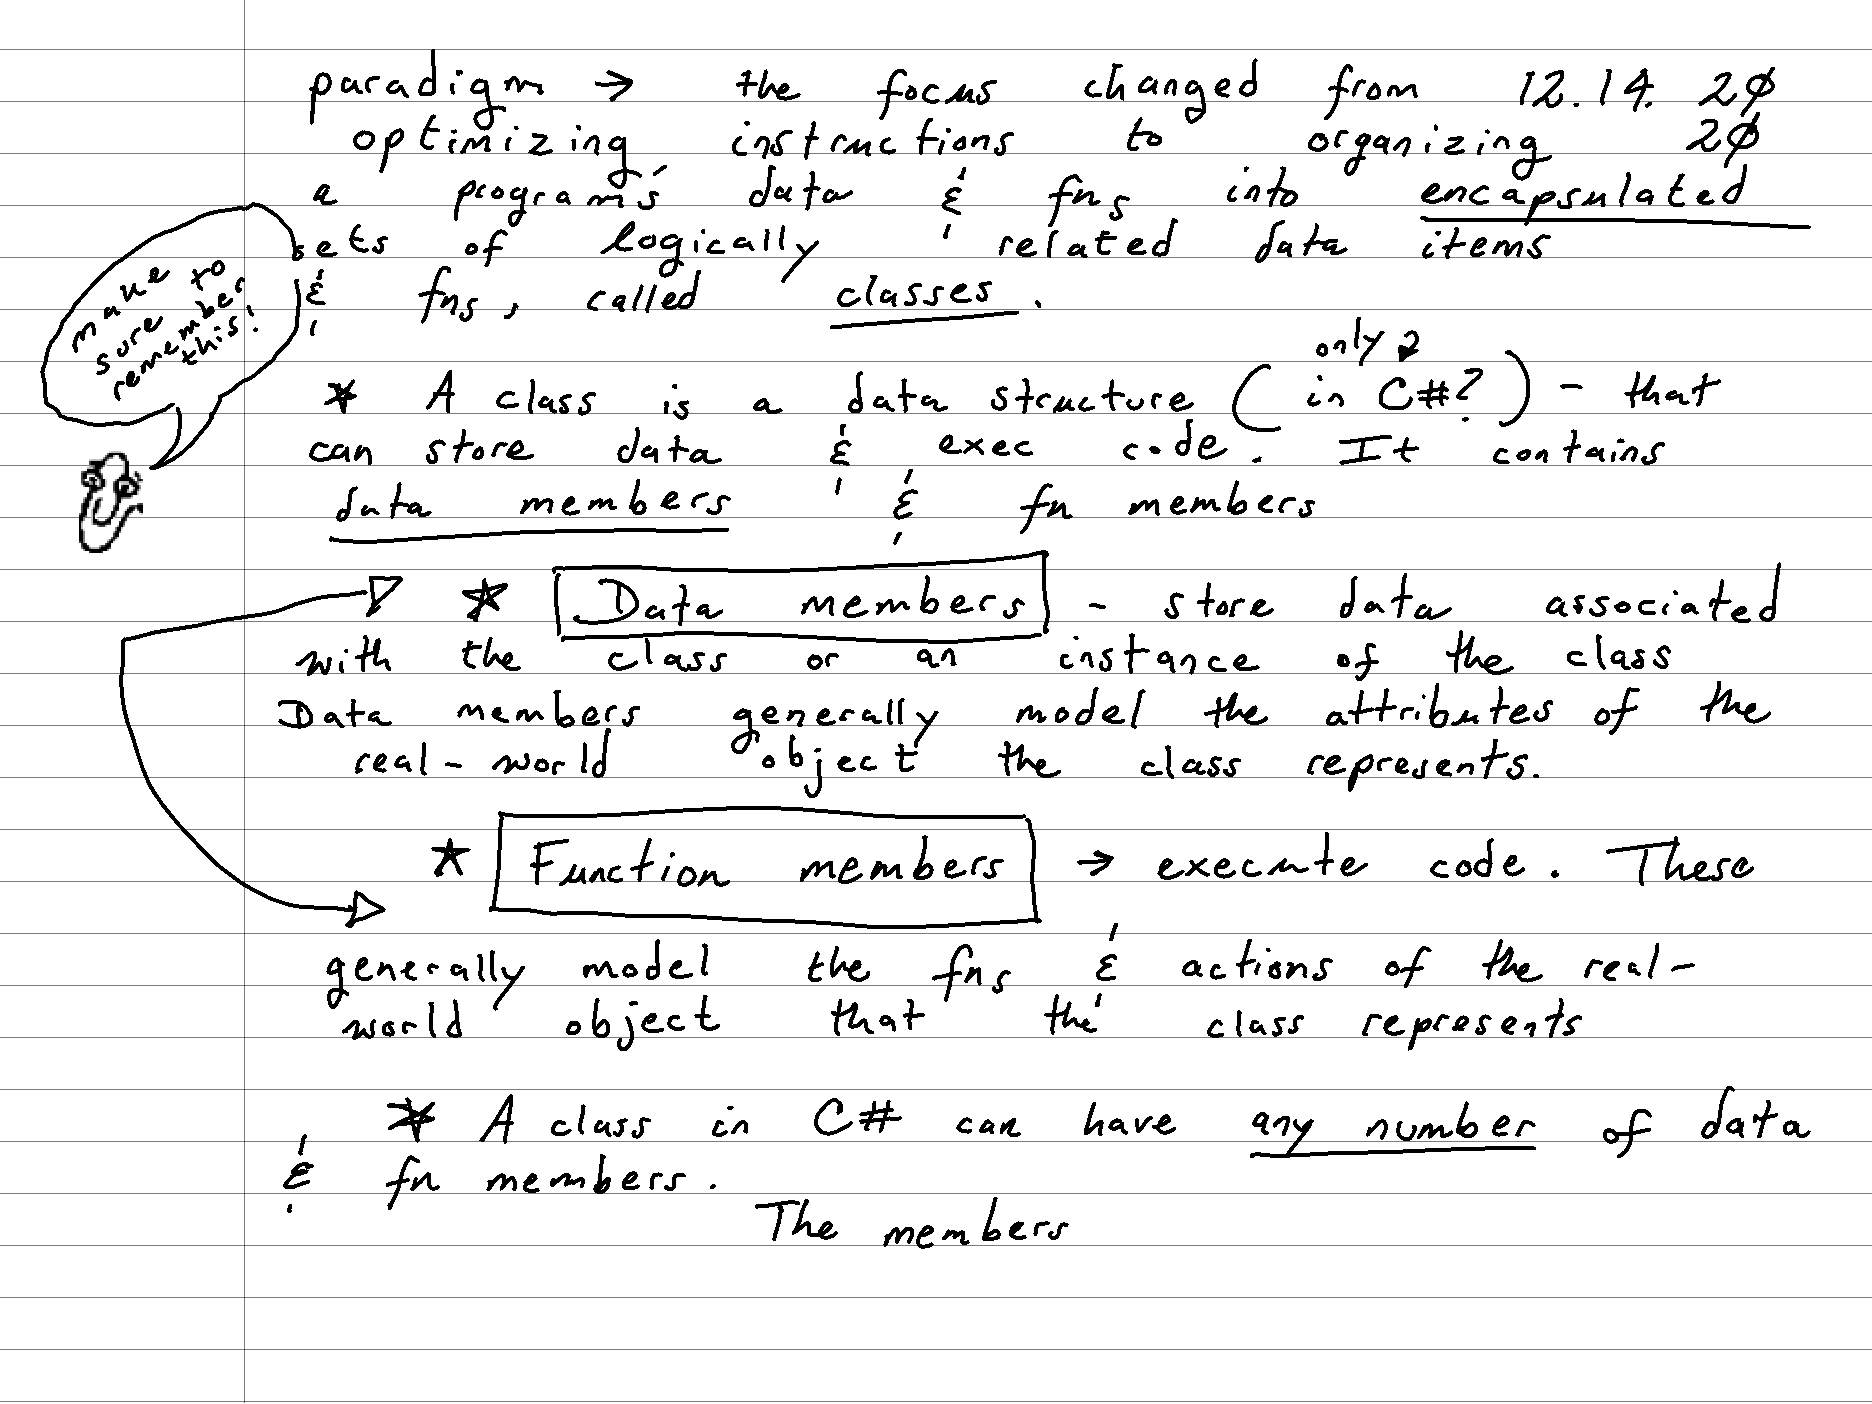 paradigm → the focus changed from 12.14. 2Ø
optimizing instructions to organizing 2Ø
a program's data & fns into encapsulated
sets of logically related data items
& fns, called classes.
make to
sure
remember
this!
only
* A class is a data structure (in C#?) - that
can store data & exec code. It contains
data members & fn members
* Data members - store data associated
with the class or an instance of the class
Data members generally model the attributes of the
real-world object the class represents.
* Function members → execute code. These
generally model the fns & actions of the real-
world object that the class represents
* A class in C# can have any number of data
& fn members.
The members